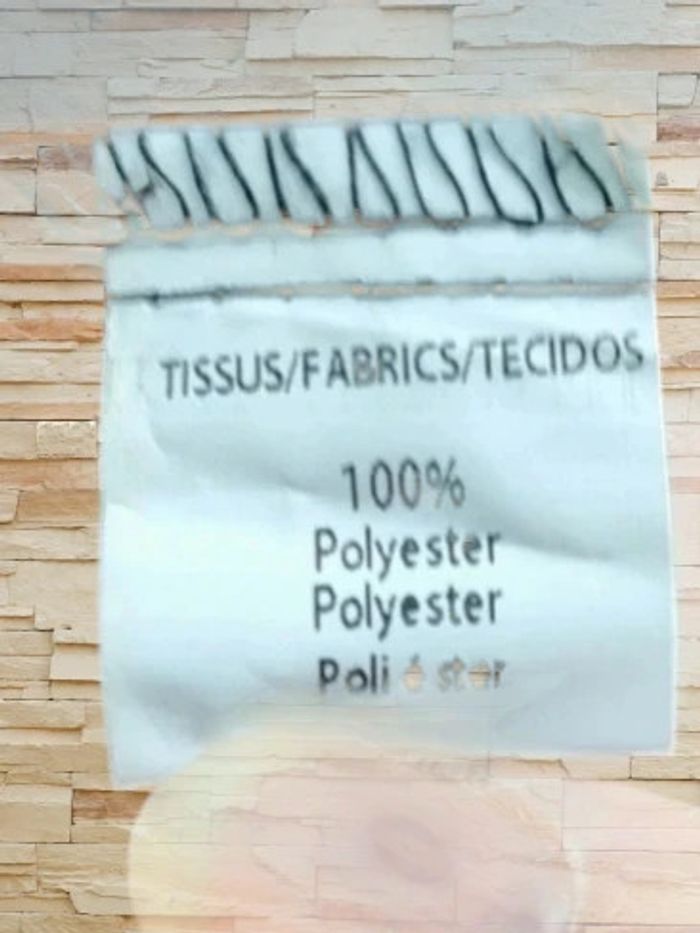 TISSUS/FABRICS/TECIDOS
100%
Polyester
Polyester
Poliéster